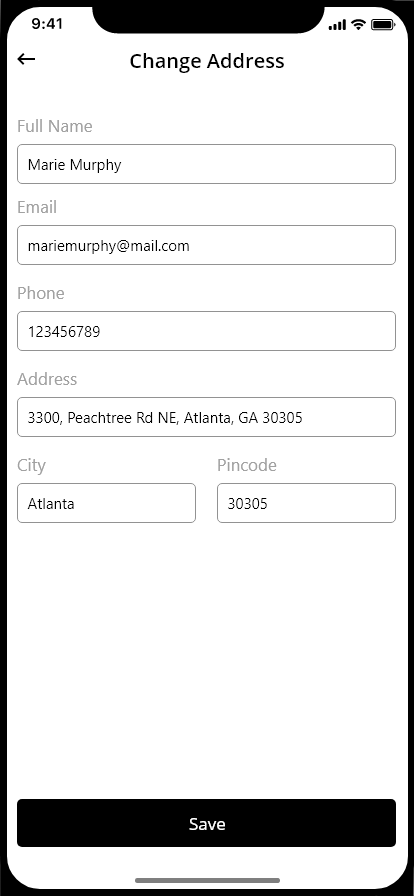 9:41
Change Address
Full Name
Marie Murphy
Email
mariemurphy@mail.com
Phone
123456789
Address
3300, Peachtree Rd NE, Atlanta, GA 30305
City Pincode
Atlanta 30305
Save